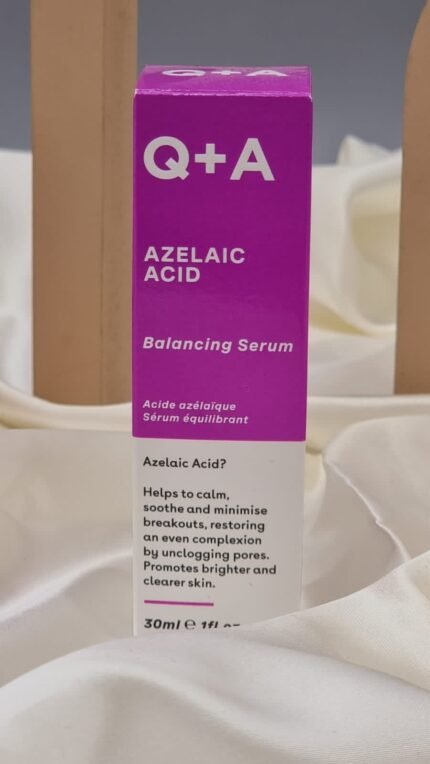 Q+A
Q+A
AZELAIC
ACID
Balancing Serum
Acide azélaïque
Sérum équilibrant
Azelaic Acid?
Helps to calm,
soothe and minimise
breakouts, restoring
an even complexion
by unclogging pores.
Promotes brighter and
clearer skin.
30ml ℮ 1fl